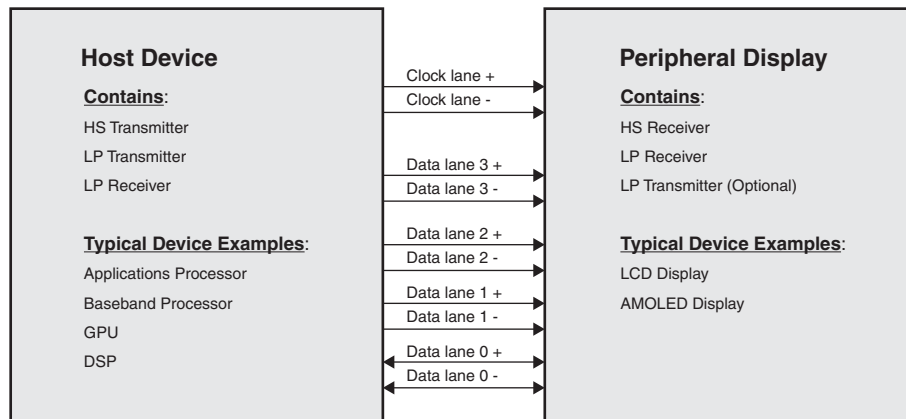 Host Device
Contains:
HS Transmitter
LP Transmitter
LP Receiver
Typical Device Examples:
Applications Processor
Baseband Processor
GPU
DSP
Clock lane +
Clock lane -
Data lane 3 +
Data lane 3 -
Data lane 2 +
Data lane 2 -
Data lane 1 +
Data lane 1 -
Data lane 0 +
Data lane 0 -
Peripheral Display
Contains:
HS Receiver
LP Receiver
LP Transmitter (Optional)
Typical Device Examples:
LCD Display
AMOLED Display